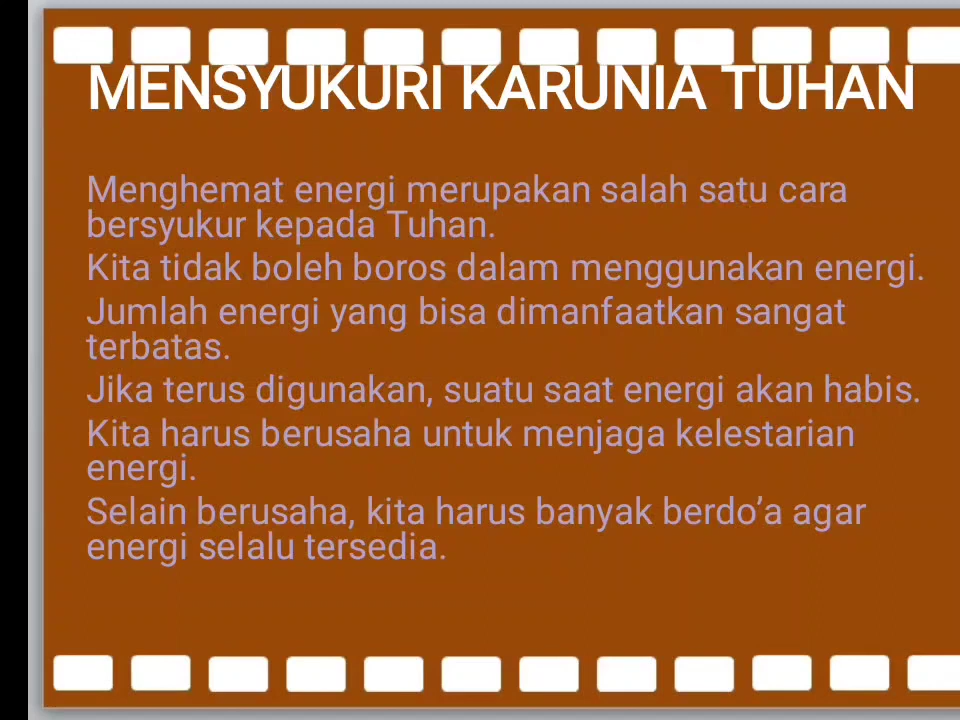 MENSYUKURI KARUNIA TUHAN
Menghemat energi merupakan salah satu cara
bersyukur kepada Tuhan.
Kita tidak boleh boros dalam menggunakan energi.
Jumlah energi yang bisa dimanfaatkan sangat
terbatas.
Jika terus digunakan, suatu saat energi akan habis.
Kita harus berusaha untuk menjaga kelestarian
energi.
Selain berusaha, kita harus banyak berdo’a agar
energi selalu tersedia.